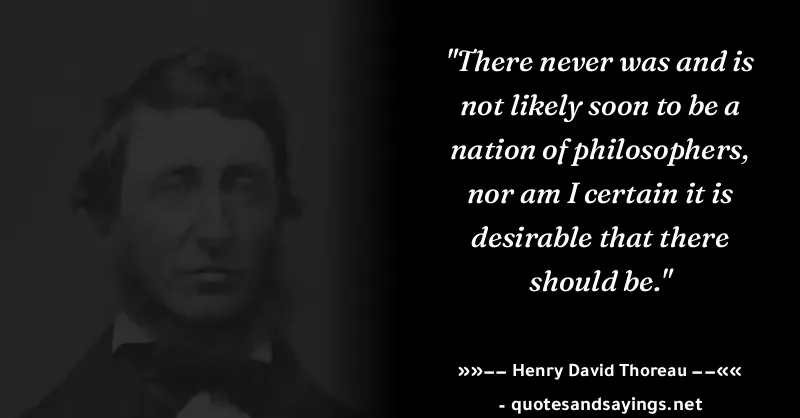 "There never was and is
not likely soon to be a
nation of philosophers,
nor am I certain it is
desirable that there
should be."
»»–– Henry David Thoreau ––««
- quotesandsayings.net